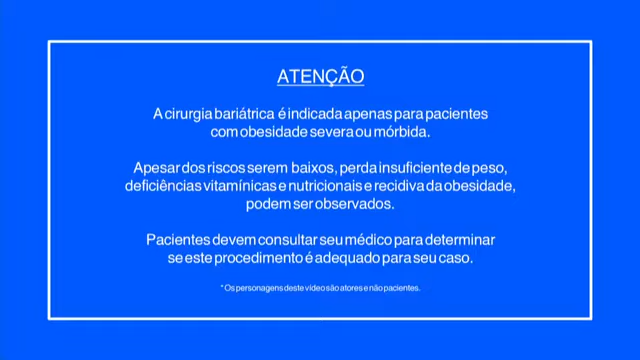 ATENÇÃO
A cirurgia bariátrica é indicada apenas para pacientes
com obesidade severa ou mórbida.
Apesar dos riscos serem baixos, perda insuficiente de peso,
deficiências vitamínicas e nutricionais e recidiva da obesidade,
podem ser observados.
Pacientes devem consultar seu médico para determinar
se este procedimento é adequado para seu caso.
* Os personagens deste vídeo são atores e não pacientes.